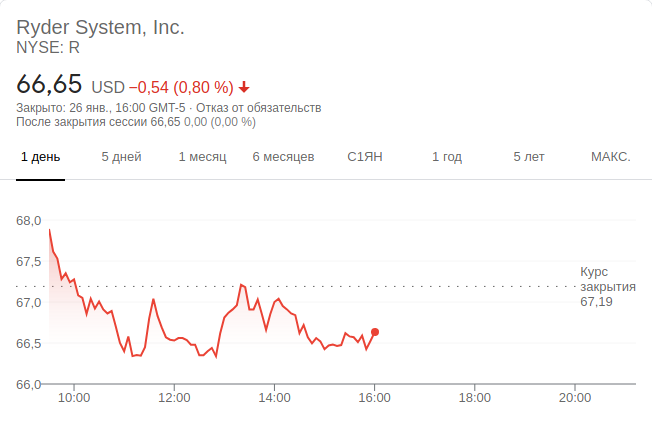 Ryder System, Inc.
NYSE: R
66,65 USD −0,54 (0,80 %)
Закрыто: 26 янв., 16:00 GMT-5 · Отказ от обязательств
После закрытия сессии 66,65 0,00 (0,00 %)
1 день 5 дней 1 месяц 6 месяцев С1ЯН 1 год 5 лет МАКС.
68,0
67,5
67,0
66,5
66,0
Курс
закрытия
67,19
10:00 12:00 14:00 16:00 18:00 20:00